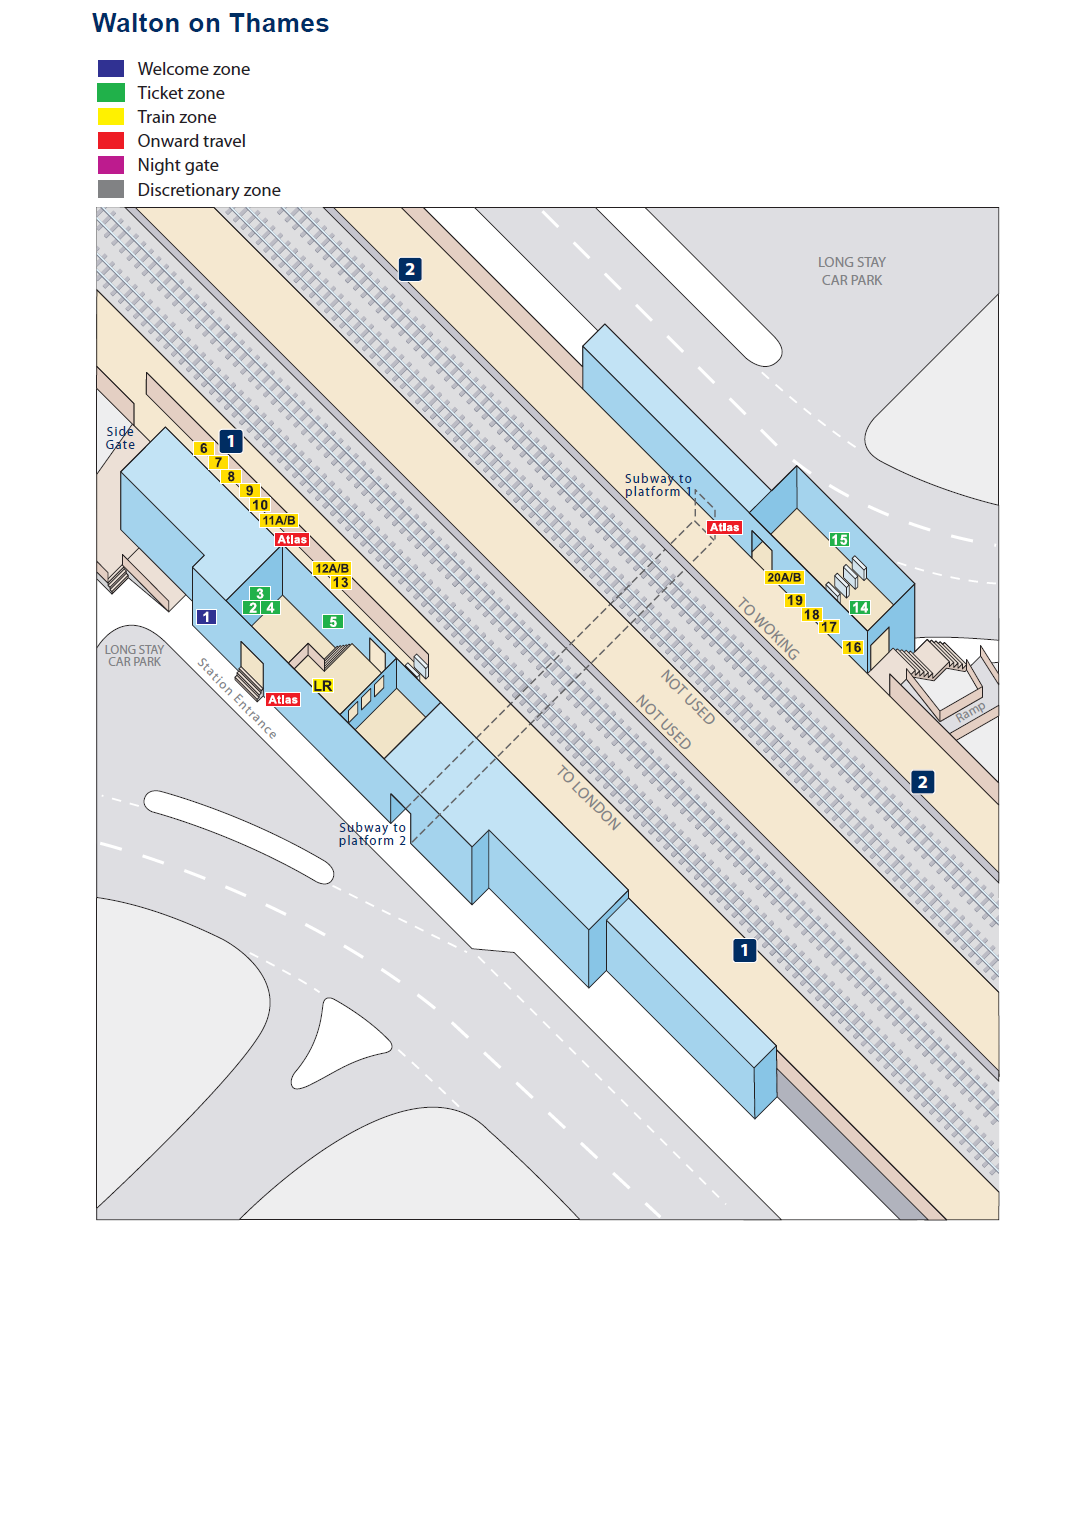 Walton on Thames
Welcome zone
Ticket zone
Train zone
Onward travel
Night gate
Discretionary zone
2
LONG STAY
CAR PARK
Side
Gate
1
6
7
8
9
10
11A/B
Atlas
12A/B
13
Subway to
platform 1
Atlas
15
20A/B
19
18
17
16
14
3
2 4
1
5
LR
Atlas
LONG STAY
CAR PARK
Station Entrance
TO WOKING
NOT USED
NOT USED
TO LONDON
Ramp
2
Subway to
platform 2
1